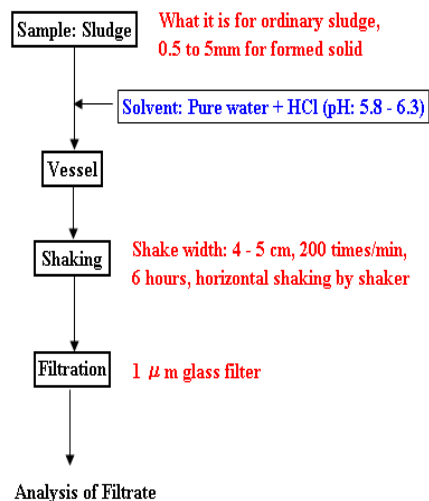 Sample: Sludge
What it is for ordinary sludge,
0.5 to 5mm for formed solid
Solvent: Pure water + HCl (pH: 5.8 - 6.3)
Vessel
Shaking
Shake width: 4 - 5 cm, 200 times/min,
6 hours, horizontal shaking by shaker
Filtration
1 μm glass filter
Analysis of Filtrate